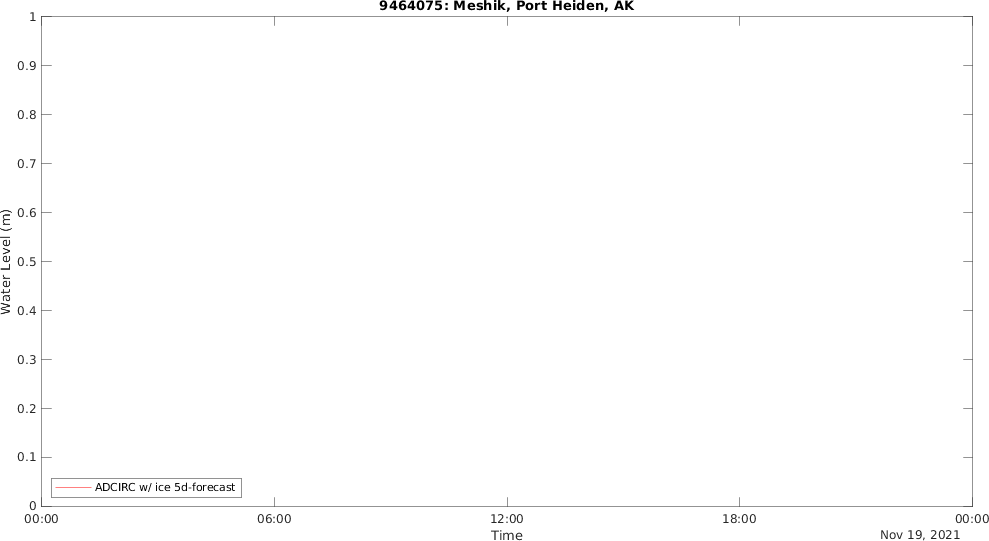 9464075: Meshik, Port Heiden, AK
1
0.9
0.8
0.7
0.6
0.5
0.4
0.3
0.2
0.1
0
Water Level (m)
ADCIRC w/ ice 5d-forecast
00:00 06:00 12:00 18:00 00:00
Time
Nov 19, 2021